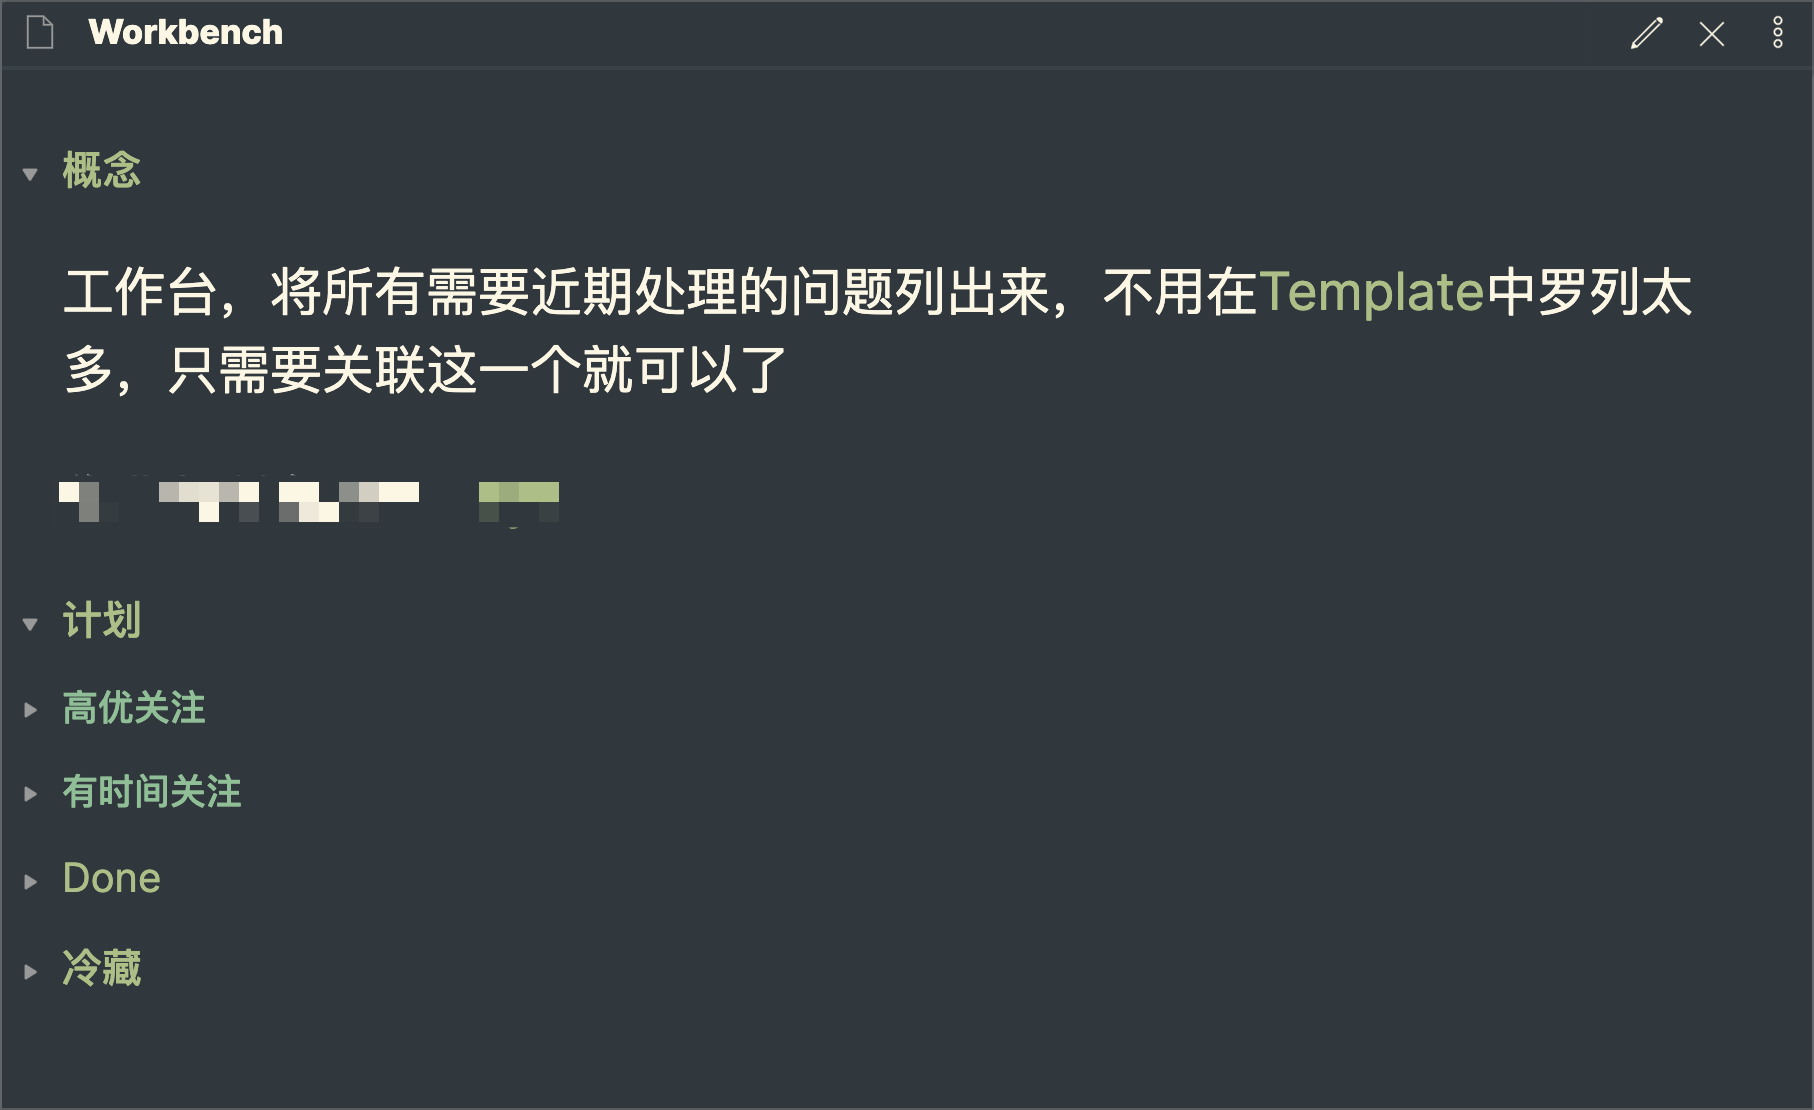 Workbench
概念
工作台，将所有需要近期处理的问题列出来，不用在Template中罗列太
多，只需要关联这一个就可以了
计划
高优关注
有时间关注
Done
冷藏